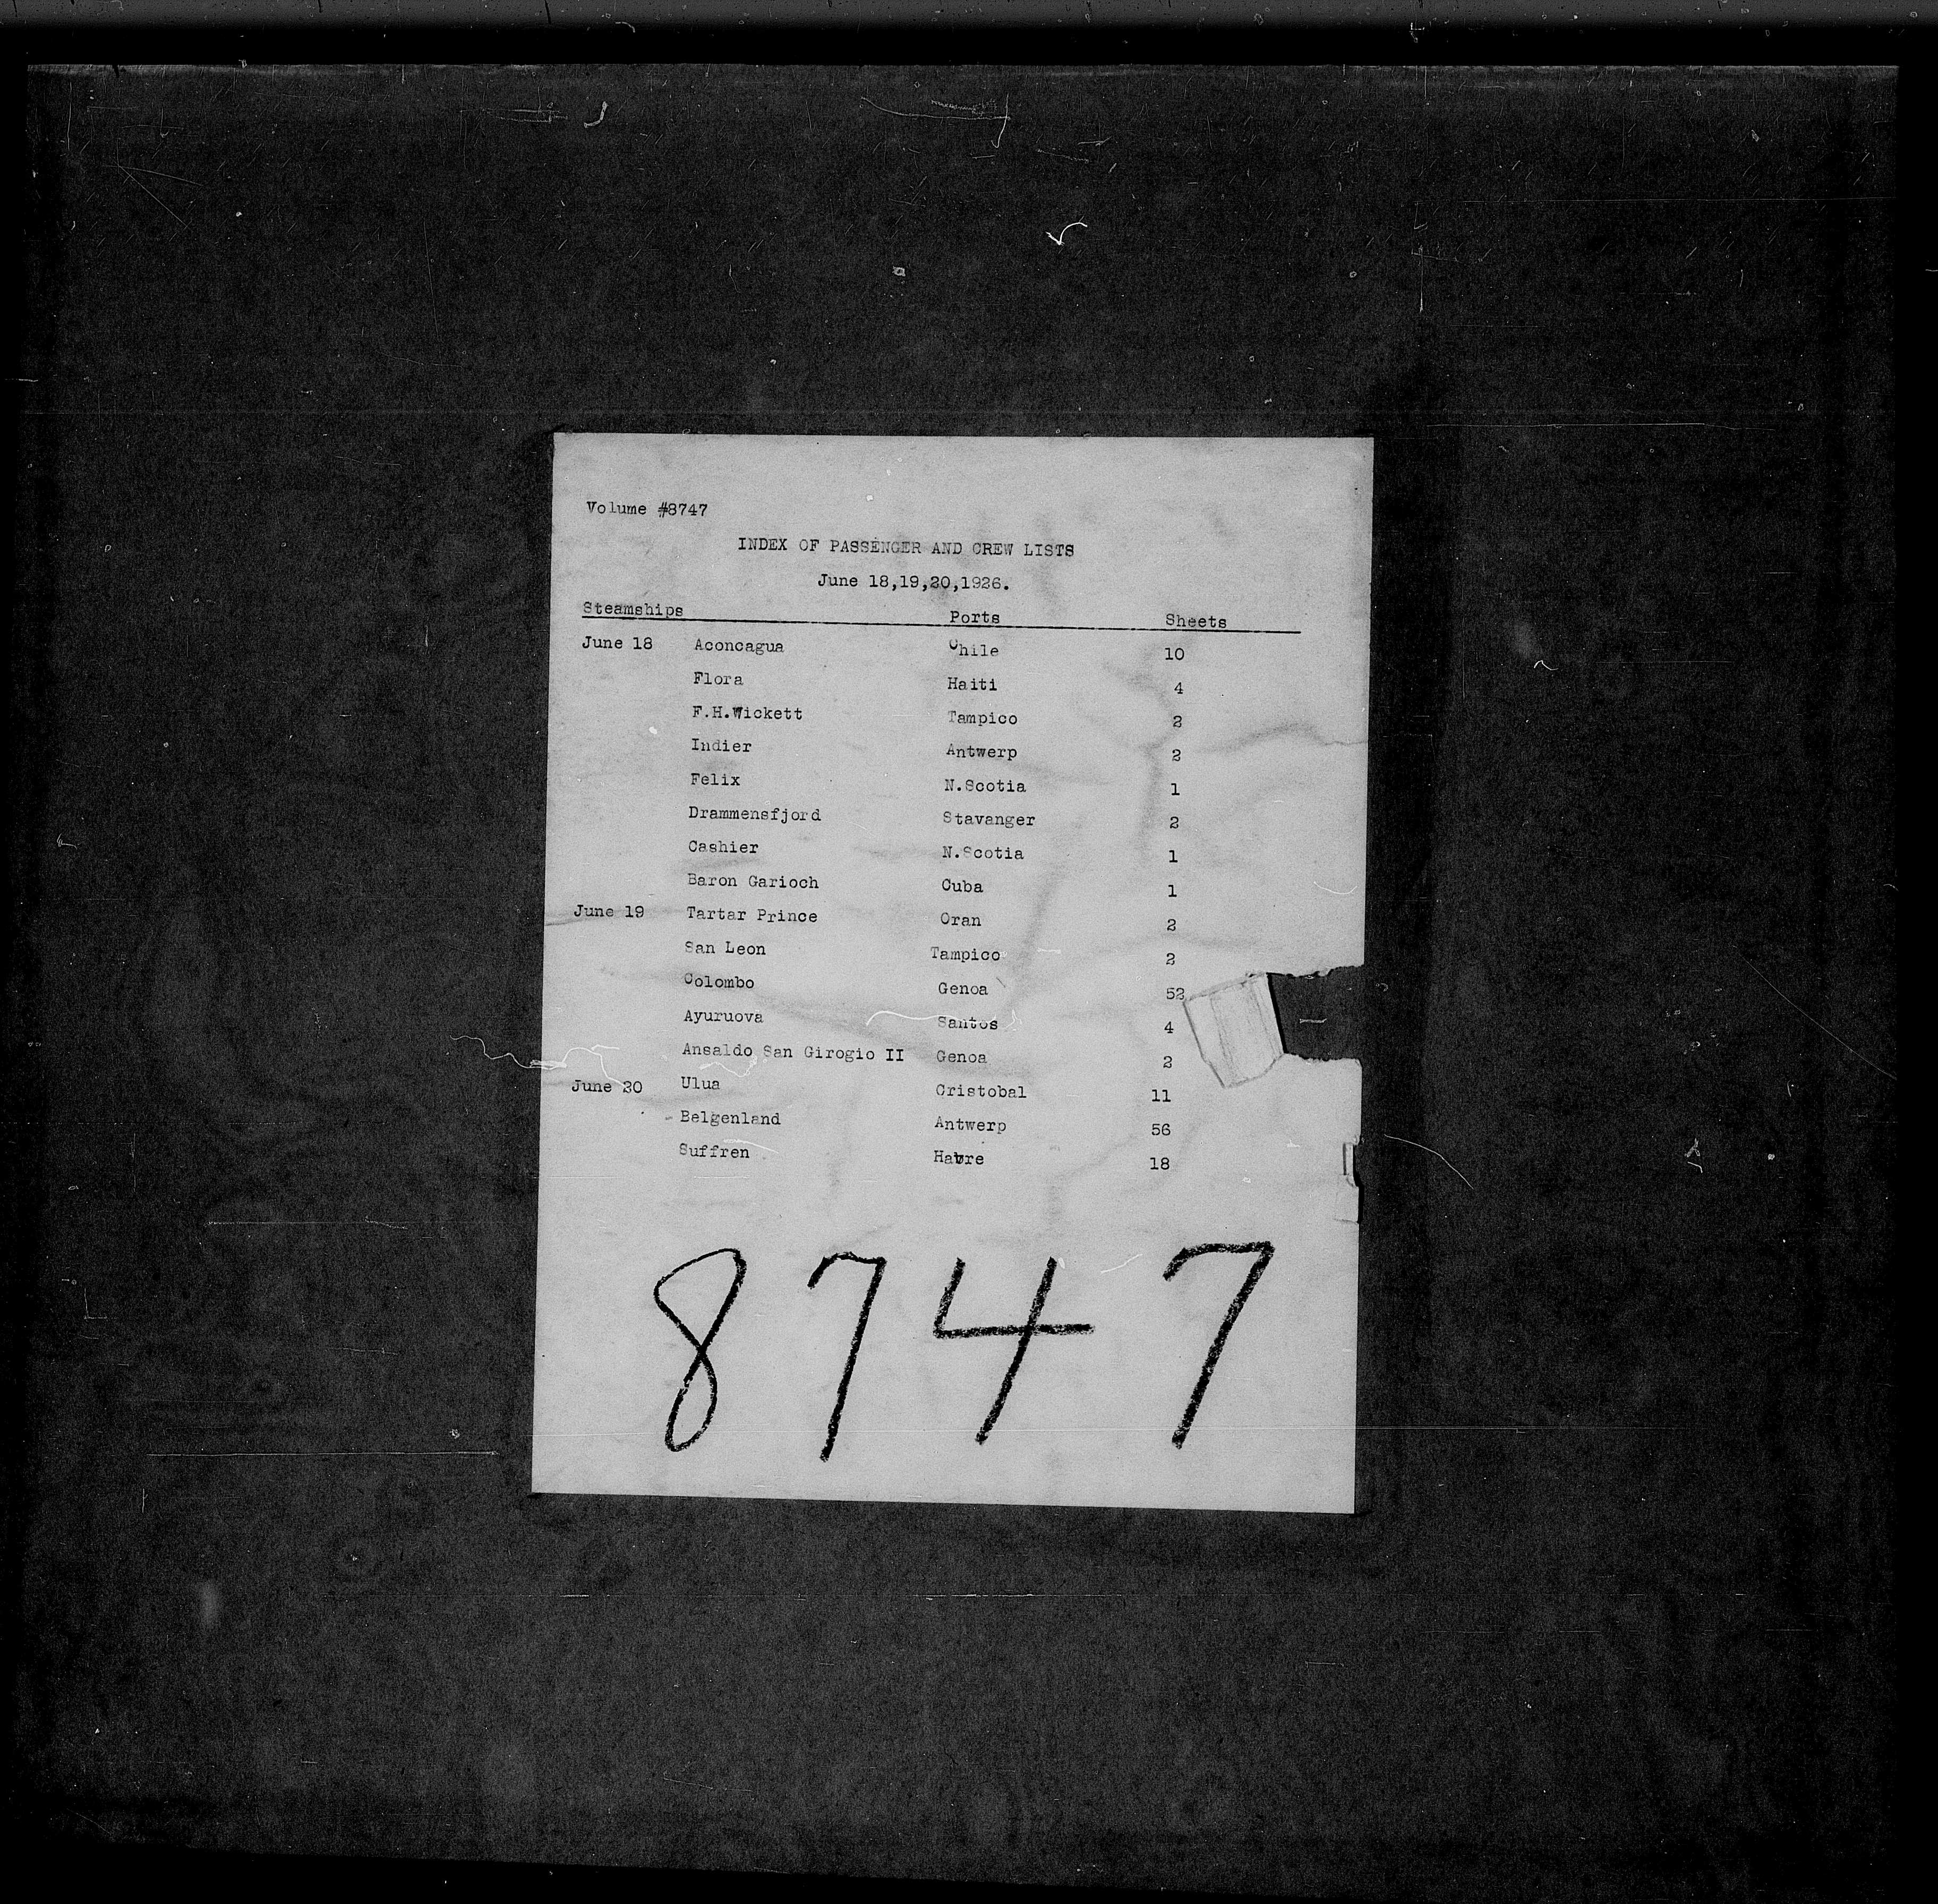 Volume #8747
INDEX OF PASSENGER AND CREW LISTS
June 18,19,20,1926.
Steamships Ports Sheets
June 18 Aconcagua Chile 10
Flora Haiti 4
F.H.Wickett Tampico 2
Indier Antwerp 2
Felix N.Scotia 1
Drammensfjord Stavanger 2
Cashier N.Scotia 1
Baron Garioch Cuba 1
June 19 Tartar Prince Oran 2
San Leon Tampico 2
Colombo Genoa 52
Ayuruova Santos 4
Ansaldo San Girogio II Genoa 2
June 20 Ulua Cristobal 11
Belgenland Antwerp 56
Suffren Havre 18
8747